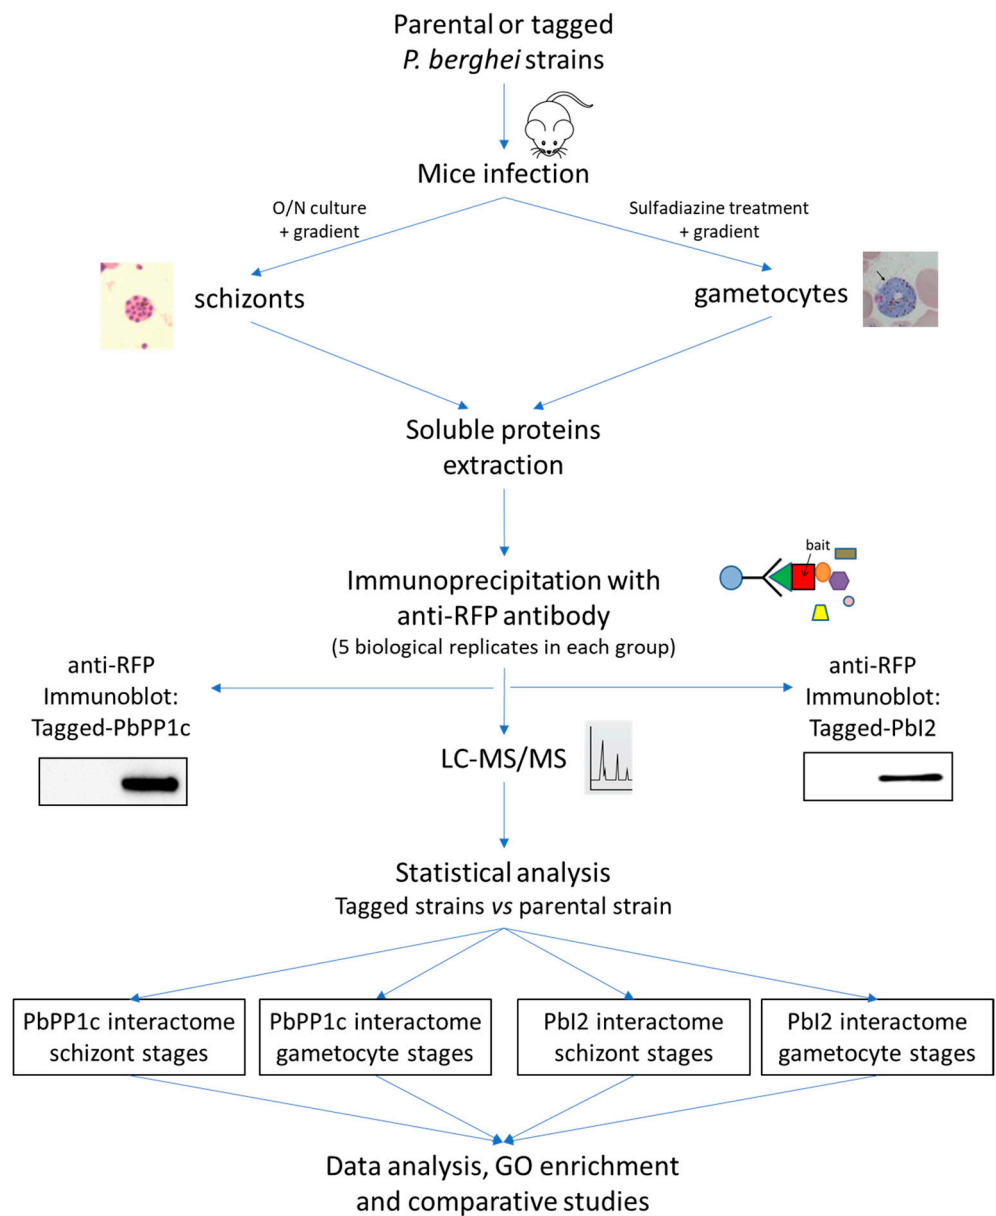 Parental or tagged
P. berghei strains
Mice infection
O/N culture
+ gradient
Sulfadiazine treatment
+ gradient
schizonts
gametocytes
Soluble proteins
extraction
bait
Immunoprecipitation with
anti-RFP antibody
(5 biological replicates in each group)
anti-RFP
Immunoblot:
Tagged-PbPP1c
anti-RFP
Immunoblot:
Tagged-PbI2
LC-MS/MS
Statistical analysis
Tagged strains vs parental strain
PbPP1c interactome
schizont stages
PbPP1c interactome
gametocyte stages
PbI2 interactome
schizont stages
PbI2 interactome
gametocyte stages
Data analysis, GO enrichment
and comparative studies